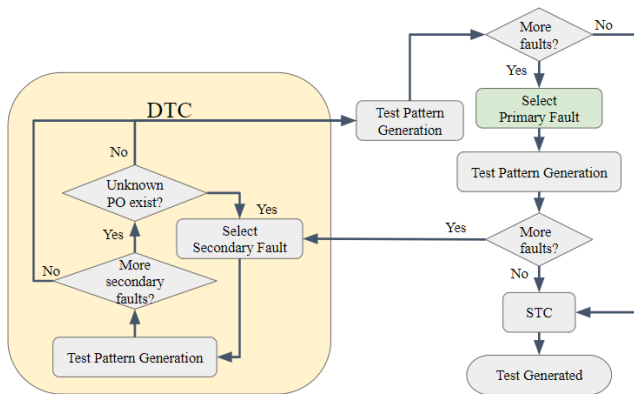 More
faults?
No
Yes
Select
Primary Fault
Test Pattern
Generation
DTC
No
Test Pattern Generation
Unknown
PO exist?
Yes
Select
Secondary Fault
Yes
More
faults?
Yes
No
More
secondary
faults?
No
STC
Test Pattern Generation
Test Generated